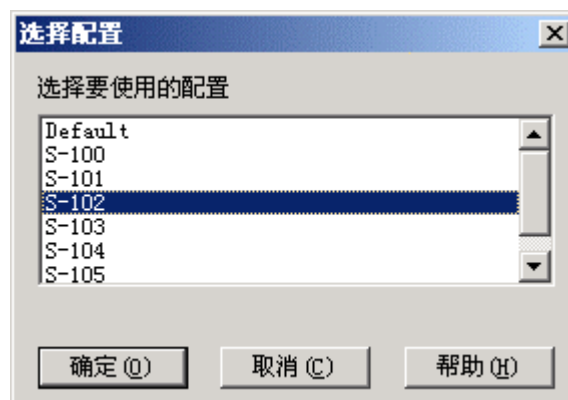 选择配置
选择要使用的配置
Default
S-100
S-101
S-102
S-103
S-104
S-105
确定(O) 取消(C) 帮助(H)